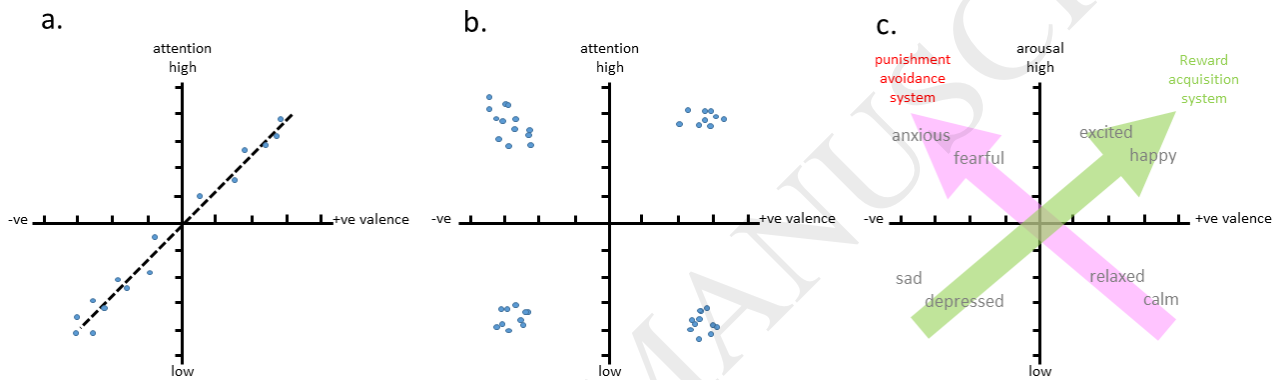 a.
attention
high
-ve
+ve valence
low
b.
attention
high
-ve
+ve valence
low
c.
arousal
high
punishment
avoidance
system
Reward
acquisition
system
anxious
fearful
excited
happy
-ve
+ve valence
sad
depressed
relaxed
calm
low
MANUSC